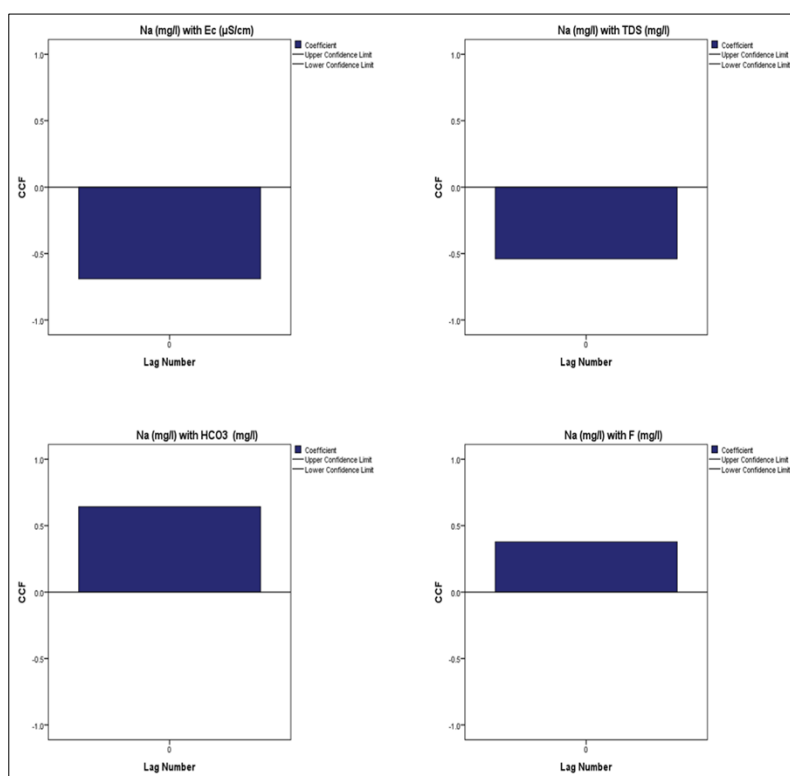 Na (mg/l) with Ec (µS/cm)
Coefficient
Upper Confidence Limit
Lower Confidence Limit
1.0
0.5
0.0
-0.5
-1.0
CCF
0
Lag Number
Na (mg/l) with TDS (mg/l)
Coefficient
Upper Confidence Limit
Lower Confidence Limit
1.0
0.5
0.0
-0.5
-1.0
CCF
0
Lag Number
Na (mg/l) with HCO3 (mg/l)
Coefficient
Upper Confidence Limit
Lower Confidence Limit
1.0
0.5
0.0
-0.5
-1.0
CCF
0
Lag Number
Na (mg/l) with F (mg/l)
Coefficient
Upper Confidence Limit
Lower Confidence Limit
1.0
0.5
0.0
-0.5
-1.0
CCF
0
Lag Number